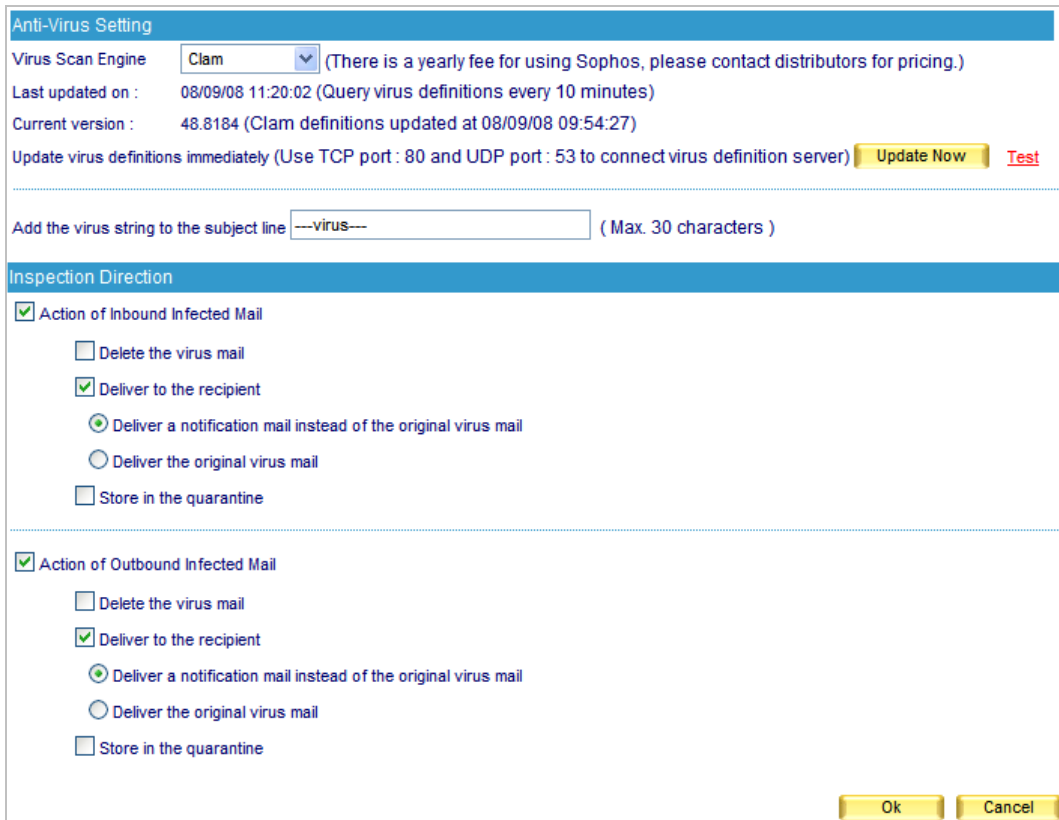 Anti-Virus Setting
Virus Scan Engine Clam (There is a yearly fee for using Sophos, please contact distributors for pricing.)
Last updated on : 08/09/08 11:20:02 (Query virus definitions every 10 minutes)
Current version : 48.8184 (Clam definitions updated at 08/09/08 09:54:27)
Update virus definitions immediately (Use TCP port : 80 and UDP port : 53 to connect virus definition server) Update Now Test
Add the virus string to the subject line ---virus--- ( Max. 30 characters )
Inspection Direction
Action of Inbound Infected Mail
Delete the virus mail
Deliver to the recipient
Deliver a notification mail instead of the original virus mail
Deliver the original virus mail
Store in the quarantine
Action of Outbound Infected Mail
Delete the virus mail
Deliver to the recipient
Deliver a notification mail instead of the original virus mail
Deliver the original virus mail
Store in the quarantine
Ok Cancel